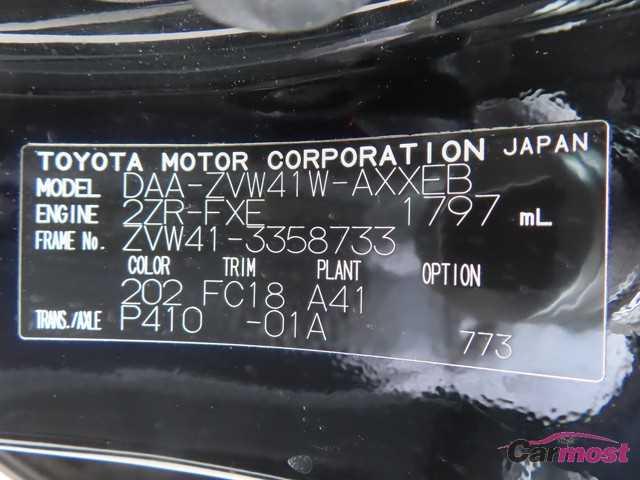 TOYOTA MOTOR CORPORATION JAPAN
MODEL DAA-ZVW41W-AXXEB
ENGINE 2ZR-FXE 1797 mL
FRAME No. ZVW41-3358733
COLOR TRIM PLANT OPTION
202 FC18 A41
TRANS./AXLE P410 -01A 773
Carmost